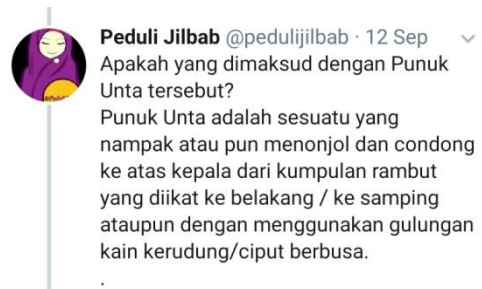 Peduli Jilbab @pedulijilbab · 12 Sep
Apakah yang dimaksud dengan Punuk
Unta tersebut?
Punuk Unta adalah sesuatu yang
nampak atau pun menonjol dan condong
ke atas kepala dari kumpulan rambut
yang diikat ke belakang / ke samping
ataupun dengan menggunakan gulungan
kain kerudung/ciput berbusa.
.